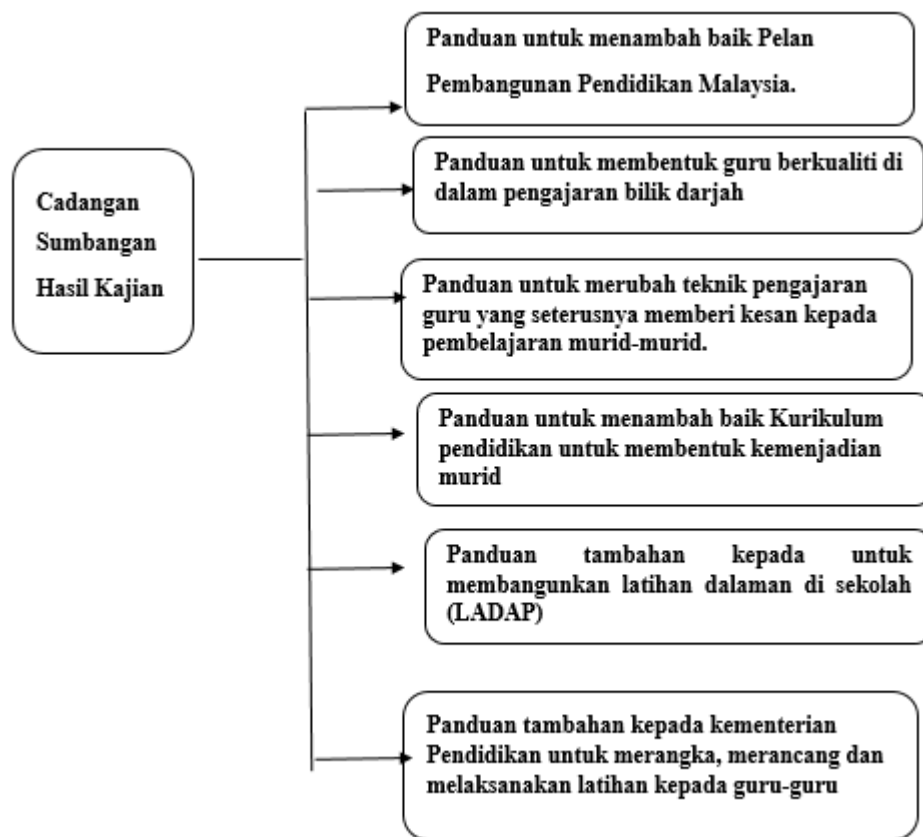 Cadangan
Sumbangan
Hasil Kajian
Panduan untuk menambah baik Pelan
Pembangunan Pendidikan Malaysia.
Panduan untuk membentuk guru berkualiti di
dalam pengajaran bilik darjah
Panduan untuk merubah teknik pengajaran
guru yang seterusnya memberi kesan kepada
pembelajaran murid-murid.
Panduan untuk menambah baik Kurikulum
pendidikan untuk membentuk kemenjadian
murid
Panduan tambahan kepada untuk
membangunkan latihan dalaman di sekolah
(LADAP)
Panduan tambahan kepada kementerian
Pendidikan untuk merangka, merancang dan
melaksanakan latihan kepada guru-guru